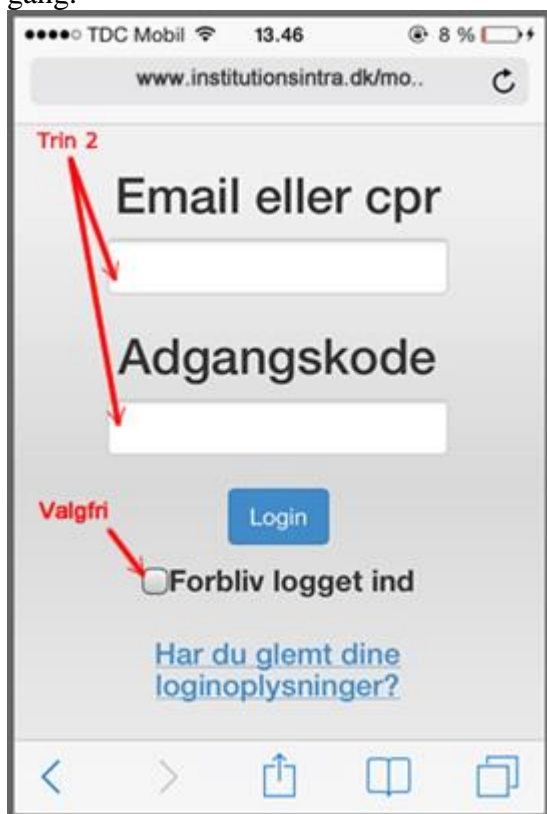 gang.
●●●●○ TDC Mobil 13.46 8 %
www.institutionsintra.dk/mo..
Trin 2
Email eller cpr
Adgangskode
Login
Valgfri
Forbliv logget ind
Har du glemt dine
loginoplysninger?